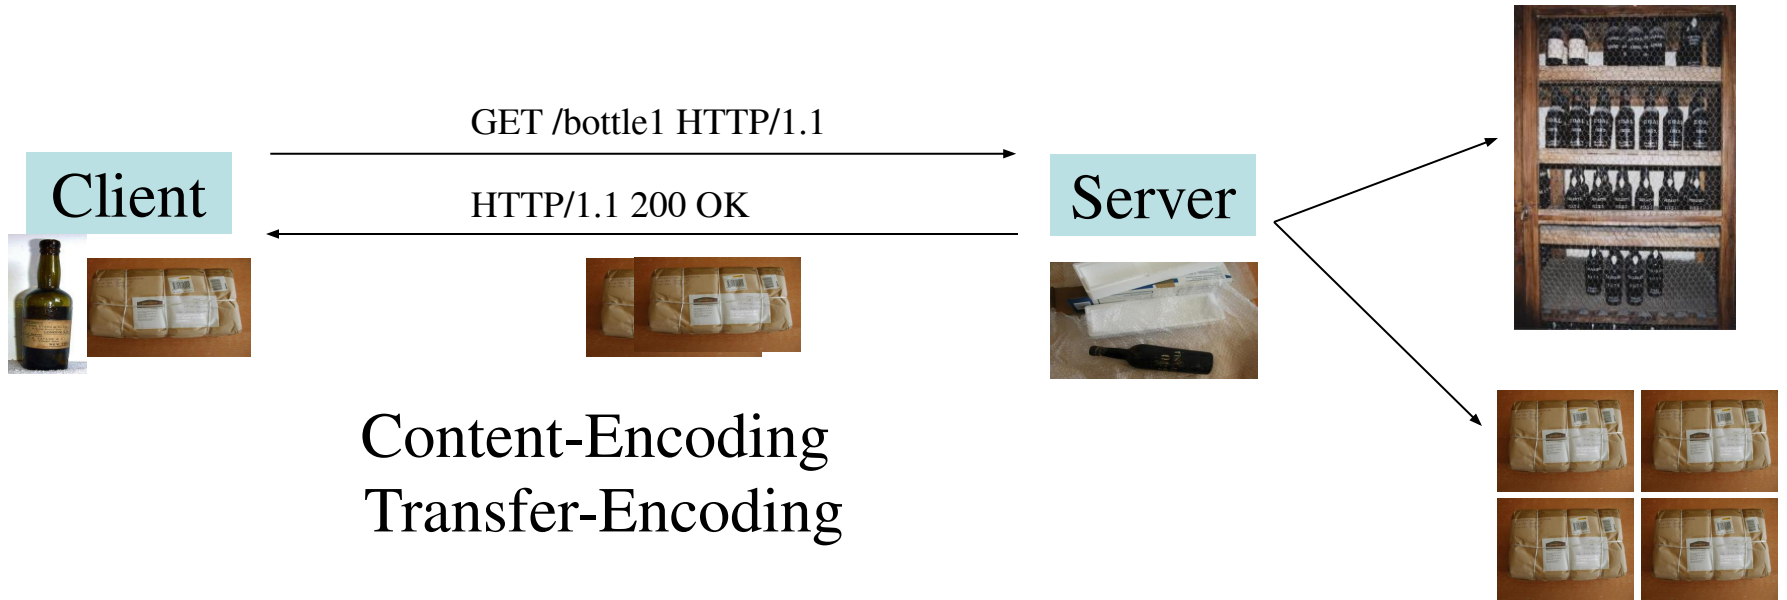 GET /bottle1 HTTP/1.1
Client
HTTP/1.1 200 OK
Server
Content-Encoding
Transfer-Encoding